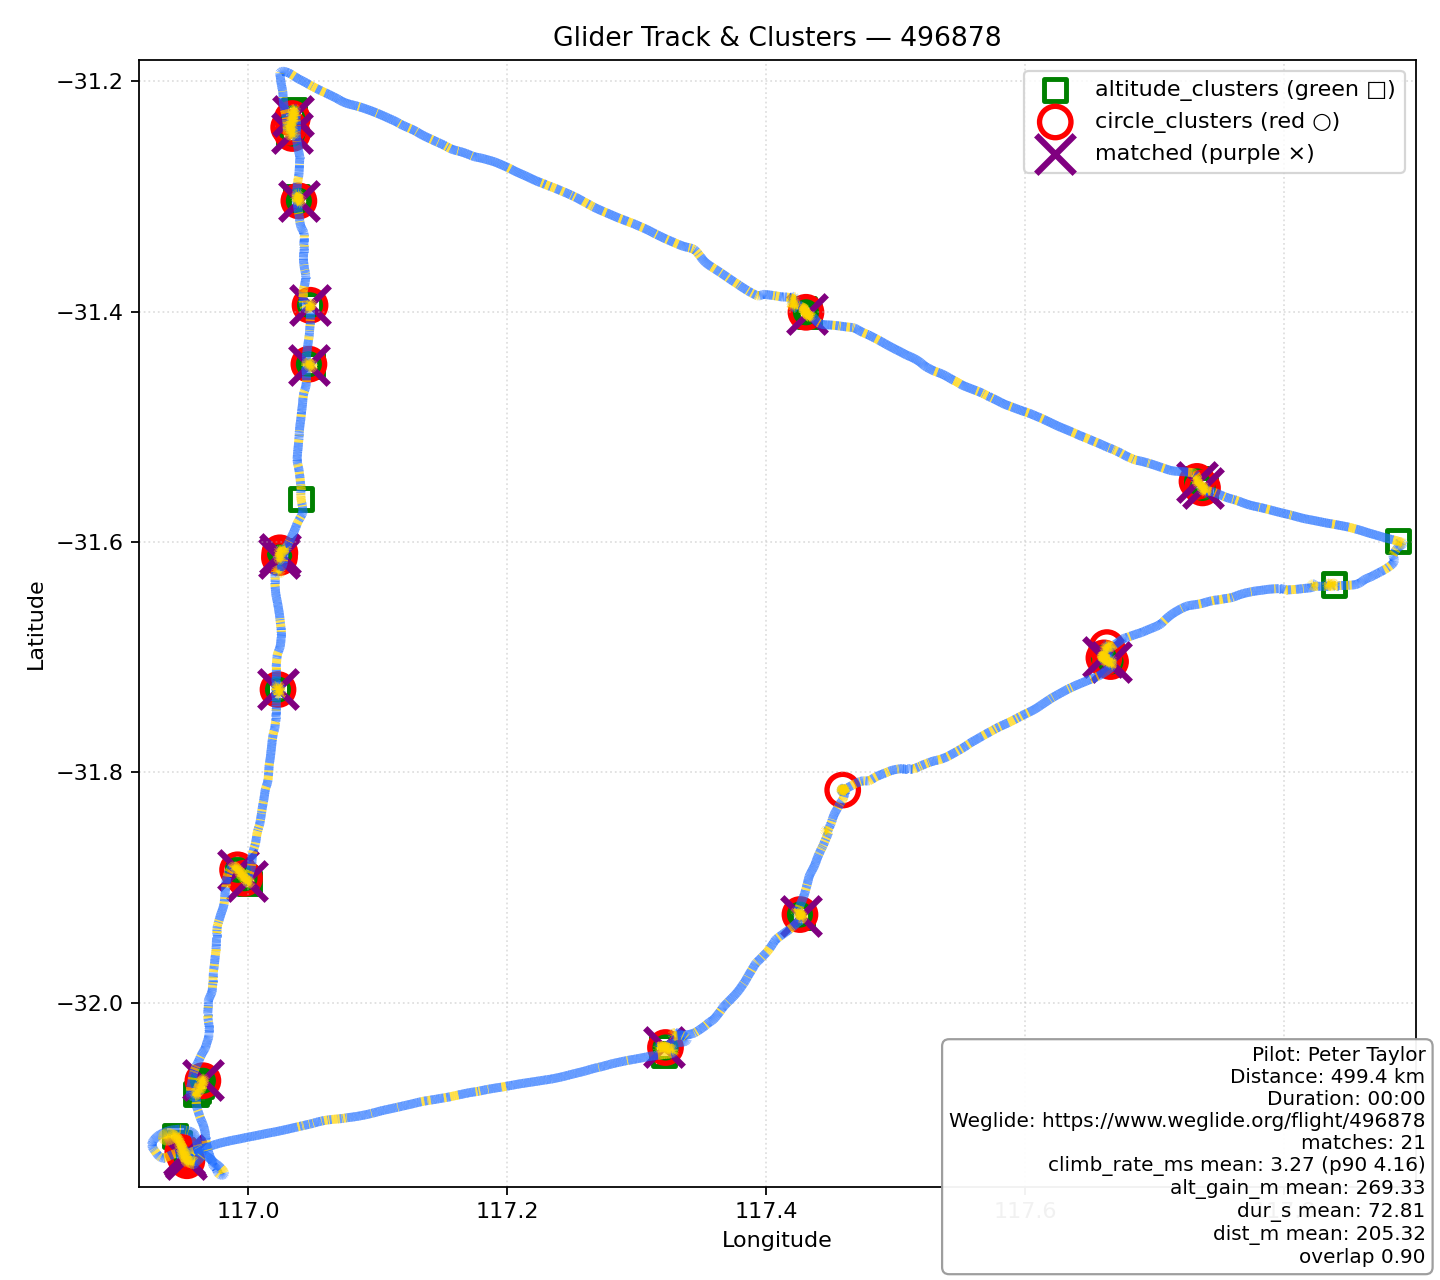 Glider Track & Clusters — 496878
altitude_clusters (green □)
circle_clusters (red ○)
matched (purple ×)
Latitude
−31.2
−31.4
−31.6
−31.8
−32.0
117.0
117.2
117.4
117.6
Longitude
Pilot: Peter Taylor
Distance: 499.4 km
Duration: 00:00
Weglide: https://www.weglide.org/flight/496878
matches: 21
climb_rate_ms mean: 3.27 (p90 4.16)
alt_gain_m mean: 269.33
dur_s mean: 72.81
dist_m mean: 205.32
overlap 0.90